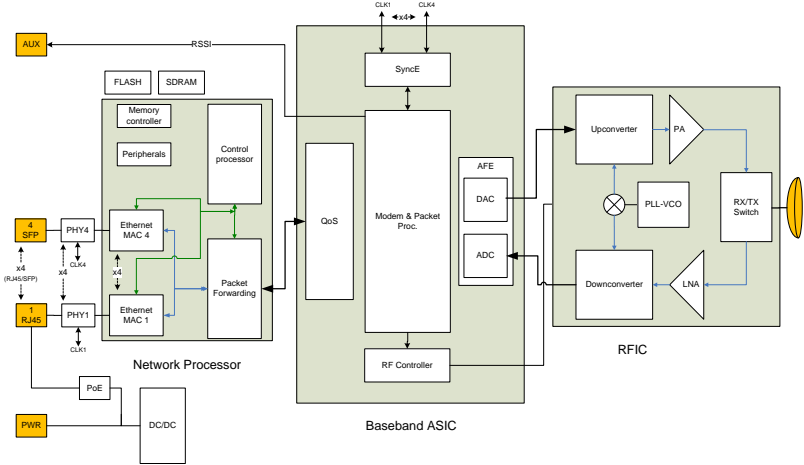 CLK1
CLK4
x4
AUX
RSSI
SyncE
FLASH
SDRAM
Memory
controller
Peripherals
Control
processor
Upconverter
PA
AFE
DAC
ADC
QoS
Modem & Packet
Proc.
PLL-VCO
RX/TX
Switch
4
SFP
PHY4
Ethernet
MAC 4
CLK4
x4
(RJ45/SFP)
x4
x4
Packet
Forwarding
Downconverter
LNA
1
RJ45
PHY1
Ethernet
MAC 1
CLK1
Network Processor
RF Controller
RFIC
PoE
PWR
DC/DC
Baseband ASIC